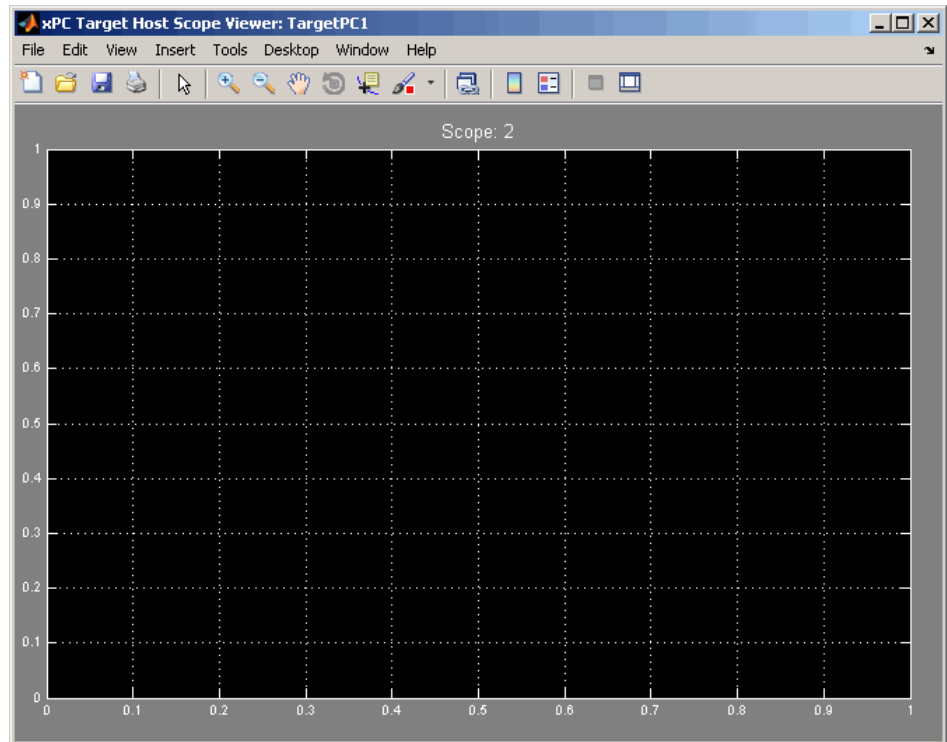 xPC Target Host Scope Viewer: TargetPC1
File Edit View Insert Tools Desktop Window Help
Scope: 2
1
0.9
0.8
0.7
0.6
0.5
0.4
0.3
0.2
0.1
0
0 0.1 0.2 0.3 0.4 0.5 0.6 0.7 0.8 0.9 1